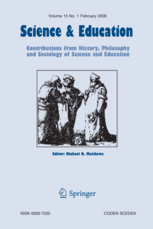 Volume 15 No. 1 February 2006
Science & Education
Contributions from History, Philosophy
and Sociology of Science and Education
Editor: Michael R. Matthews
Springer
ISSN 0926-7220
CODEN SCEDEX